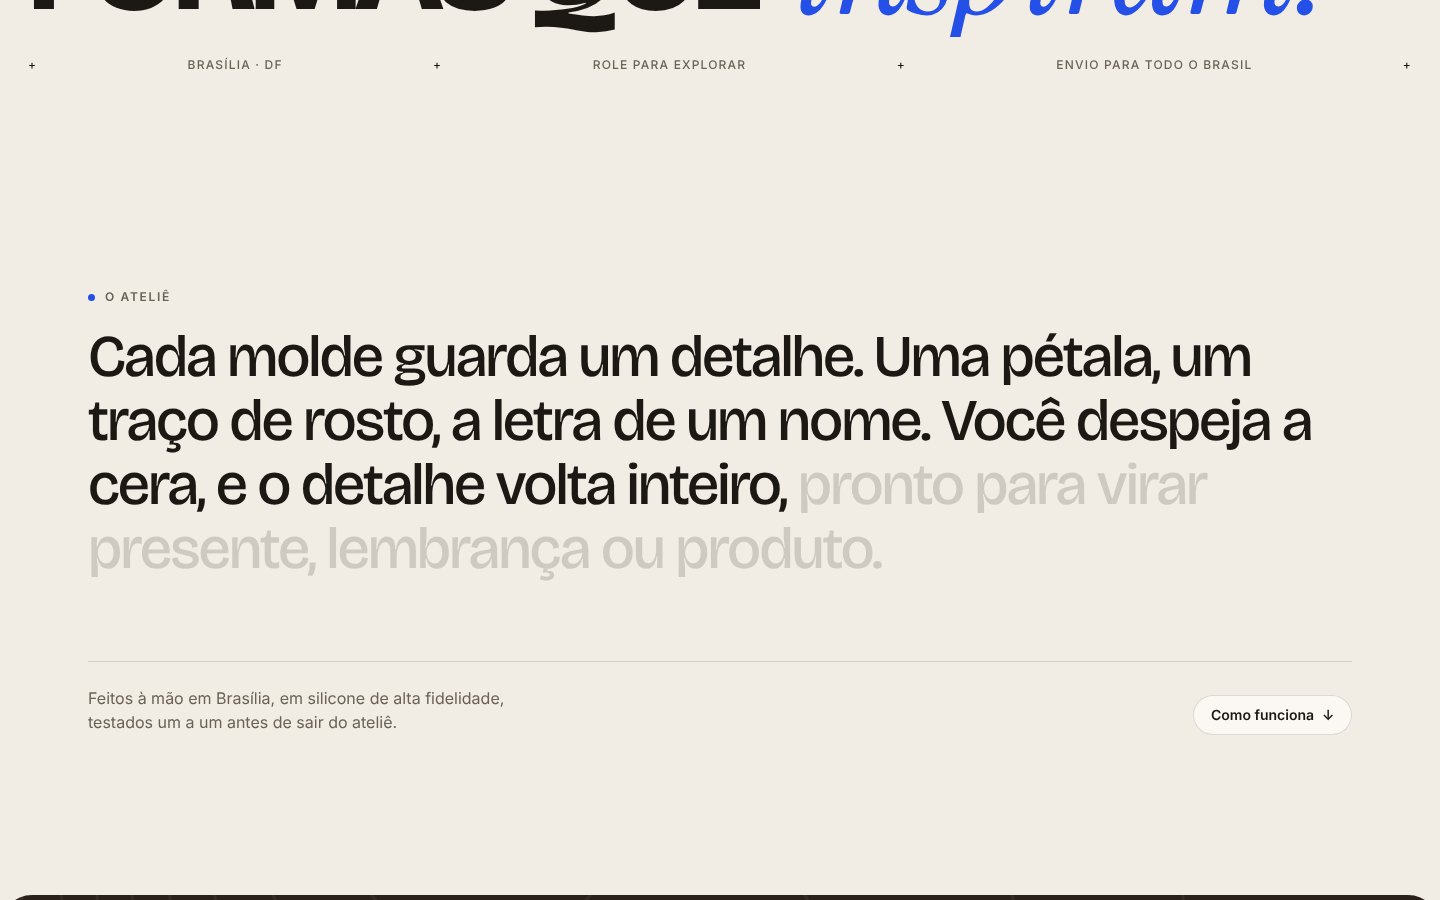 FORMAS QUE inspiram.
+ BRASÍLIA · DF + ROLE PARA EXPLORAR + ENVIO PARA TODO O BRASIL +
O ATELIÊ
Cada molde guarda um detalhe. Uma pétala, um
traço de rosto, a letra de um nome. Você despeja a
cera, e o detalhe volta inteiro, pronto para virar
presente, lembrança ou produto.
Feitos à mão em Brasília, em silicone de alta fidelidade,
testados um a um antes de sair do ateliê.
Como funciona ↓